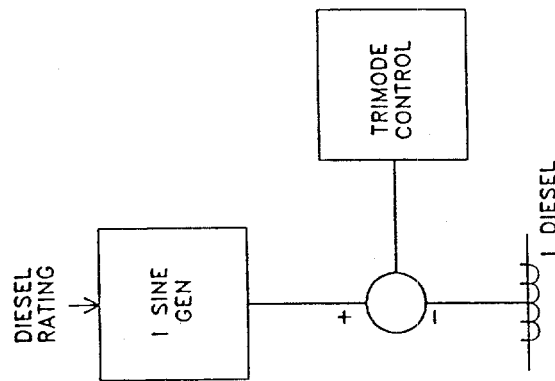 DIESEL
RATING
I SINE
GEN
TRIMODE
CONTROL
+
-
I DIESEL